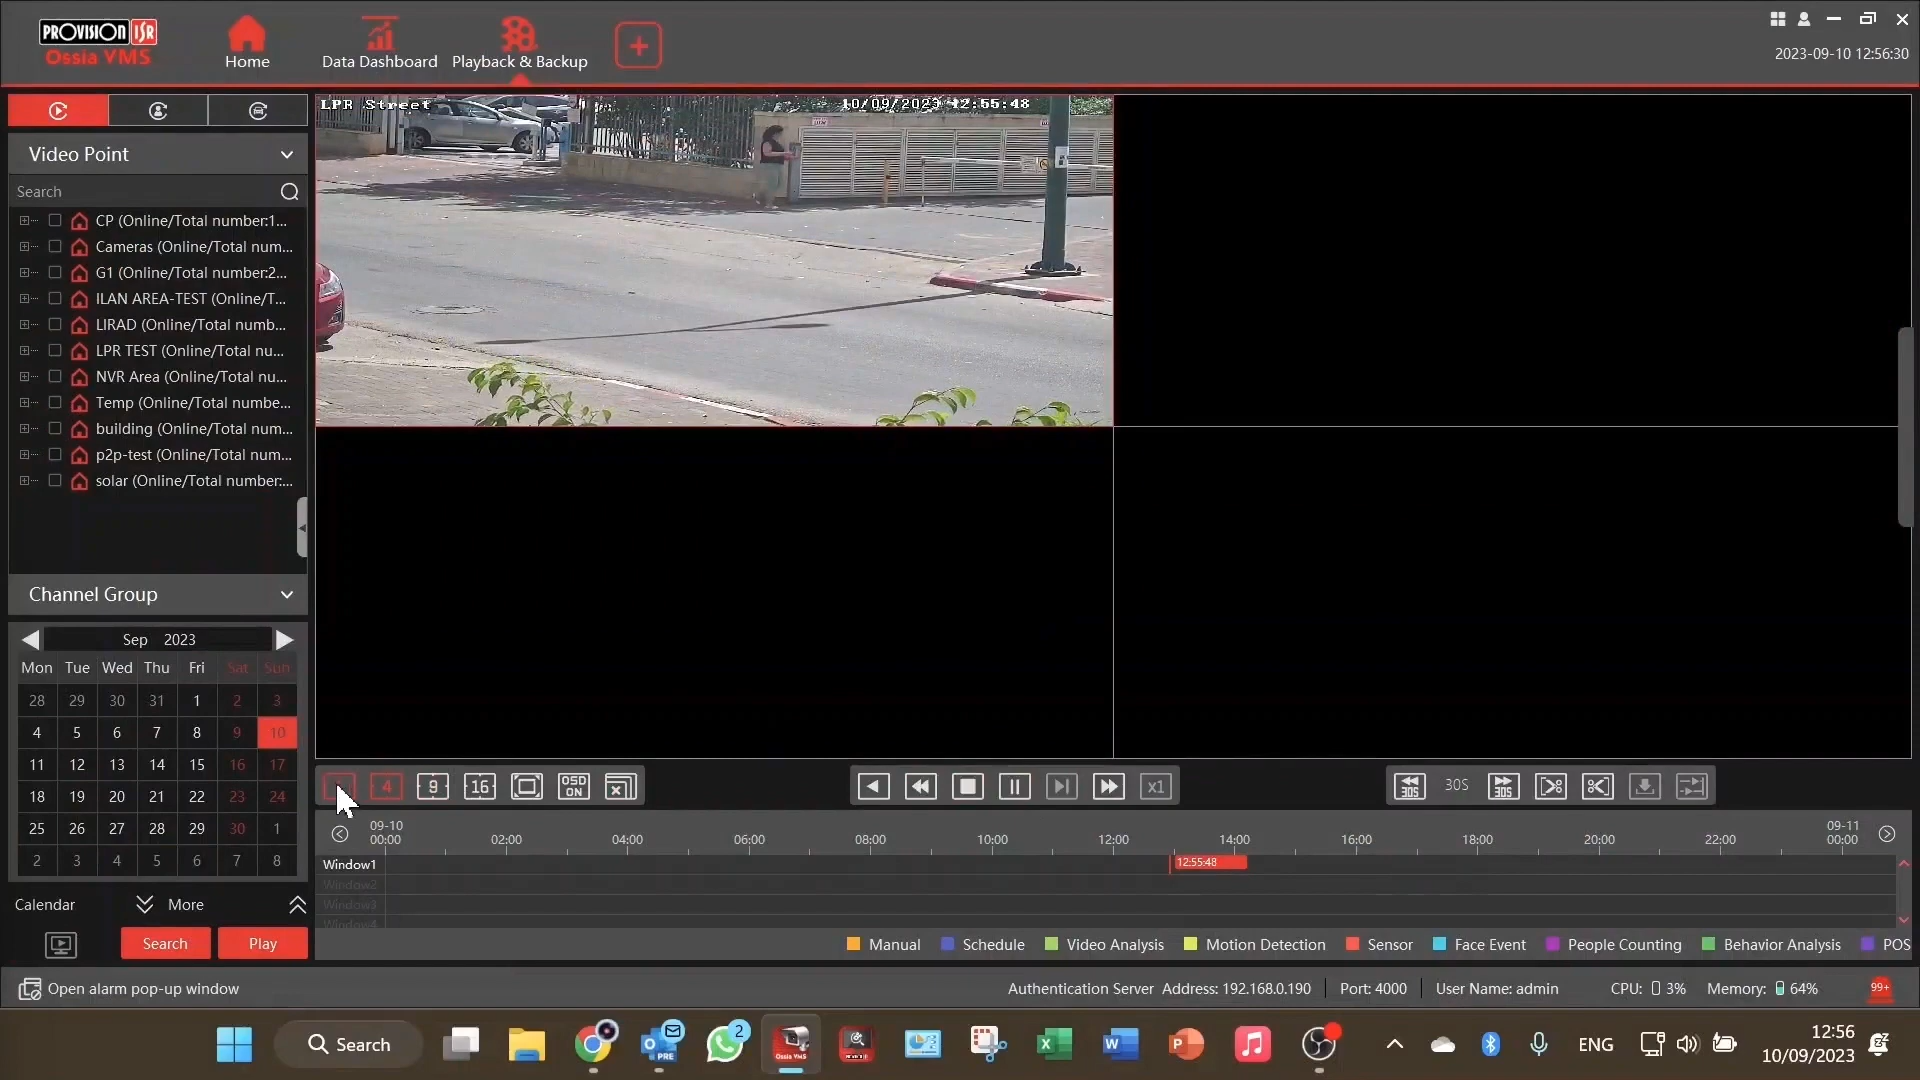 PROVISION ISR
Ossia VMS
Home
Data Dashboard
Playback & Backup
2023-09-10 12:56:30
Video Point
Search
CP (Online/Total number:1...
Cameras (Online/Total num...
G1 (Online/Total number:2...
ILAN AREA-TEST (Online/T...
LIRAD (Online/Total numb...
LPR TEST (Online/Total nu...
NVR Area (Online/Total nu...
Temp (Online/Total numbe...
building (Online/Total num...
p2p-test (Online/Total num...
solar (Online/Total number:...
LPR Street
10/09/2023 12:55:48
Channel Group
Sep 2023
Mon Tue Wed Thu Fri Sat Sun
28 29 30 31 1 2 3
4 5 6 7 8 9 10
11 12 13 14 15 16 17
18 19 20 21 22 23 24
25 26 27 28 29 30 1
2 3 4 5 6 7 8
Calendar
More
Search
Play
4 9 16 OSD ON
x1
30S 30S 30S
09-10 09-11
00:00 02:00 04:00 06:00 08:00 10:00 12:00 14:00 16:00 18:00 20:00 22:00 00:00
Window1
12:55:48
Window2
Window3
Window4
Manual Schedule Video Analysis Motion Detection Sensor Face Event People Counting Behavior Analysis POS
Open alarm pop-up window
Authentication Server Address: 192.168.0.190 Port: 4000 User Name: admin CPU: 3% Memory: 64% 99+
Search
PRE
2
Ossia VMS
ENG
12:56
10/09/2023